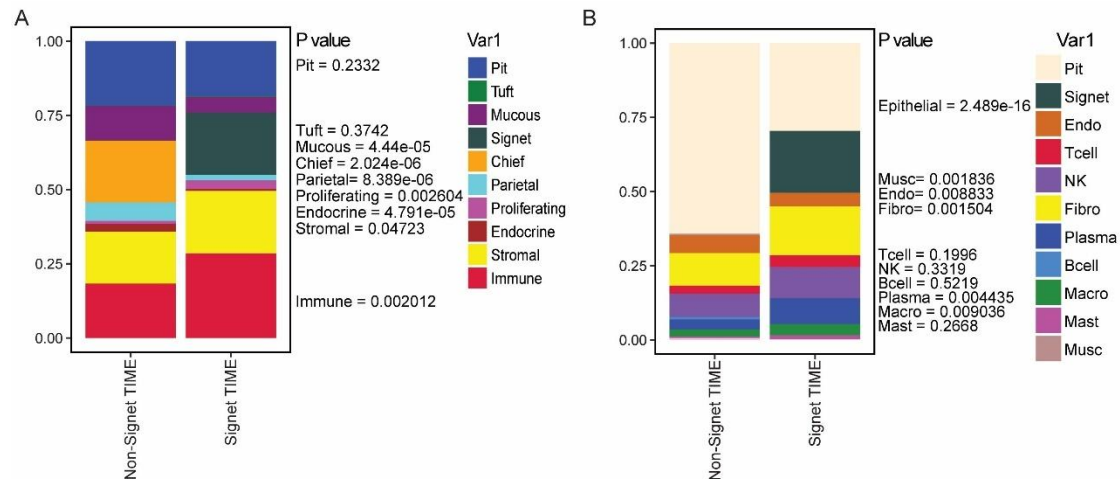 A
P value
Var1
1.00
0.75
0.50
0.25
0.00
Pit = 0.2332
Tuft = 0.3742
Mucous = 4.44e-05
Chief = 2.024e-06
Parietal= 8.389e-06
Proliferating = 0.002604
Endocrine = 4.791e-05
Stromal = 0.04723
Immune = 0.002012
Pit
Tuft
Mucous
Signet
Chief
Parietal
Proliferating
Endocrine
Stromal
Immune
Non-Signet TIME
Signet TIME
B
P value
Var1
1.00
0.75
0.50
0.25
0.00
Epithelial = 2.489e-16
Musc= 0.001836
Endo= 0.008833
Fibro= 0.001504
Tcell = 0.1996
NK = 0.3319
Bcell = 0.5219
Plasma = 0.004435
Macro = 0.009036
Mast = 0.2668
Pit
Signet
Endo
Tcell
NK
Fibro
Plasma
Bcell
Macro
Mast
Musc
Non-Signet TIME
Signet TIME